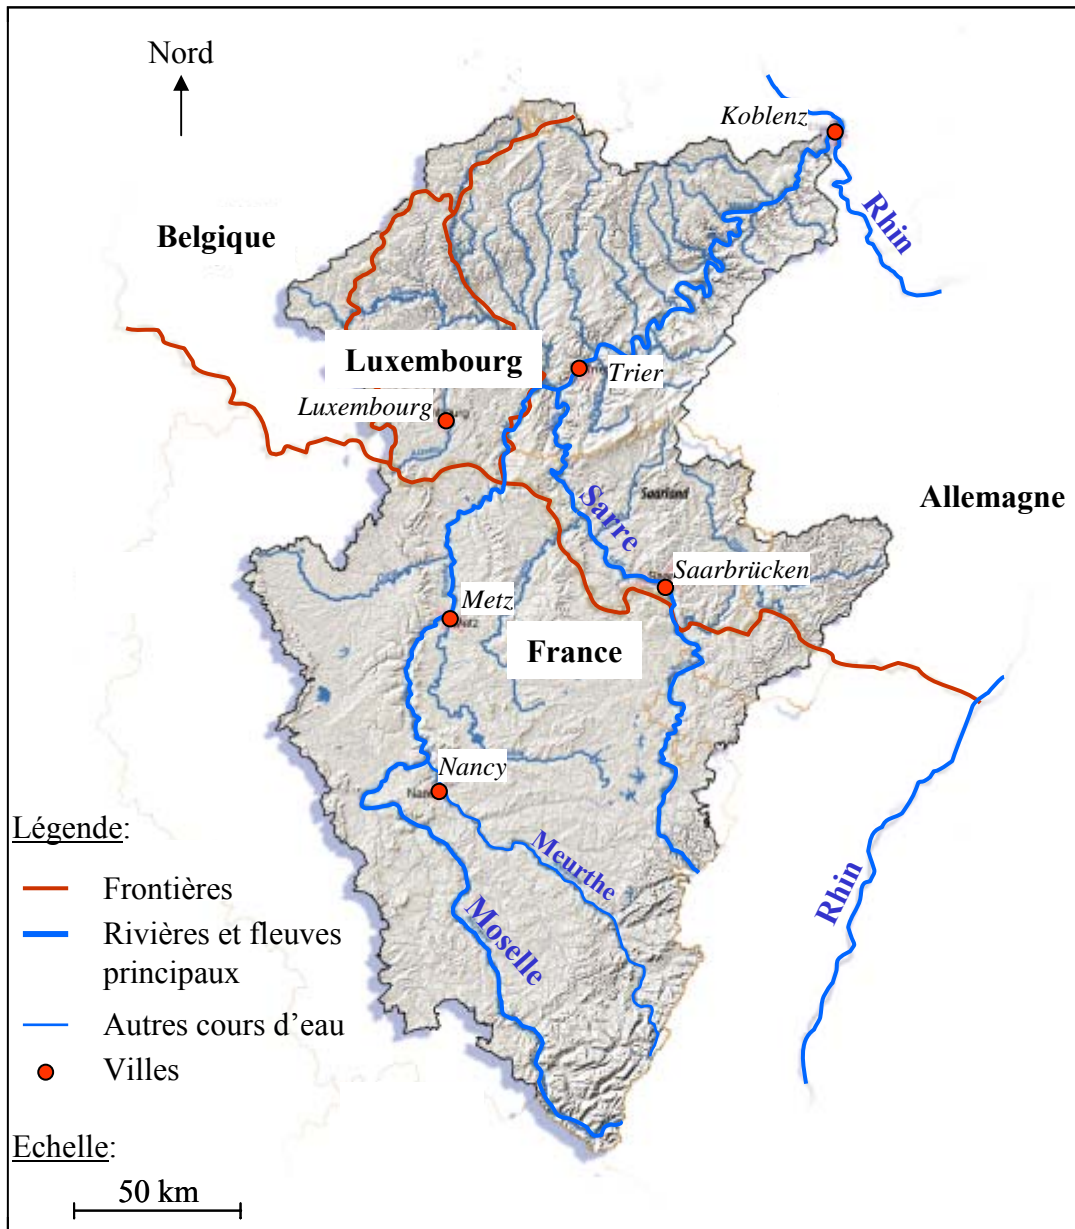 Nord
Koblenz
Rhin
Belgique
Luxembourg
Trier
Luxembourg
Saarland
Allemagne
Sarre
Saarbrücken
Metz
France
Nancy
Légende:
Meurthe
Frontières
Moselle
Rhin
Rivières et fleuves
principaux
Autres cours d'eau
Villes
Echelle:
50 km